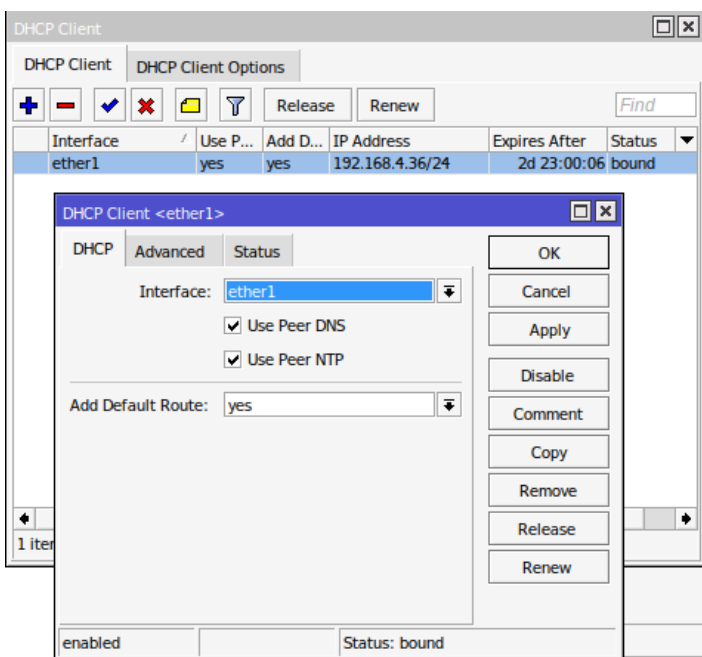 DHCP Client
DHCP Client DHCP Client Options
Release Renew Find
Interface Use P... Add D... IP Address Expires After Status
ether1 yes yes 192.168.4.36/24 2d 23:00:06 bound
DHCP Client <ether1>
DHCP Advanced Status
OK
Interface: ether1
Cancel
Use Peer DNS
Apply
Use Peer NTP
Disable
Add Default Route: yes
Comment
Copy
Remove
Release
1 iter
Renew
enabled Status: bound